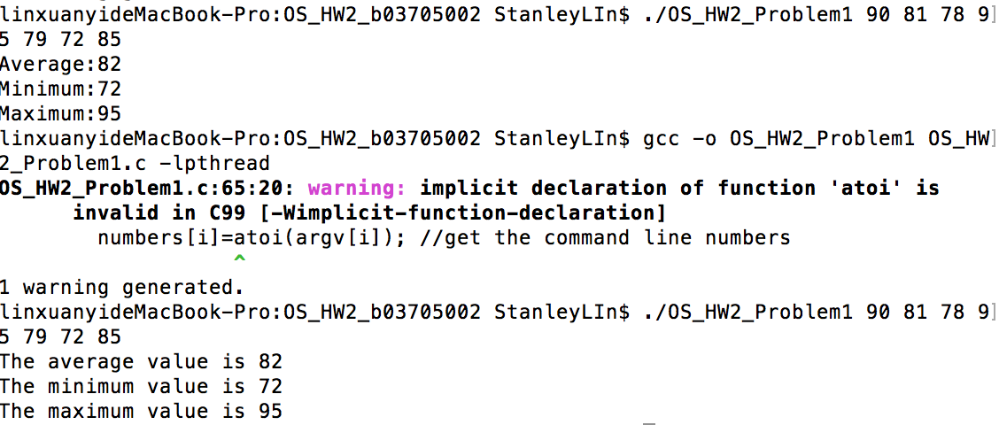 linxuanyideMacBook-Pro:OS_HW2_b03705002 StanleyLIn$ ./OS_HW2_Problem1 90 81 78 9]
5 79 72 85
Average:82
Minimum:72
Maximum:95
linxuanyideMacBook-Pro:OS_HW2_b03705002 StanleyLIn$ gcc -o OS_HW2_Problem1 OS_HW]
2_Problem1.c -lpthread
OS_HW2_Problem1.c:65:20: warning: implicit declaration of function 'atoi' is
      invalid in C99 [-Wimplicit-function-declaration]
        numbers[i]=atoi(argv[i]); //get the command line numbers
                   ^
1 warning generated.
linxuanyideMacBook-Pro:OS_HW2_b03705002 StanleyLIn$ ./OS_HW2_Problem1 90 81 78 9]
5 79 72 85
The average value is 82
The minimum value is 72
The maximum value is 95